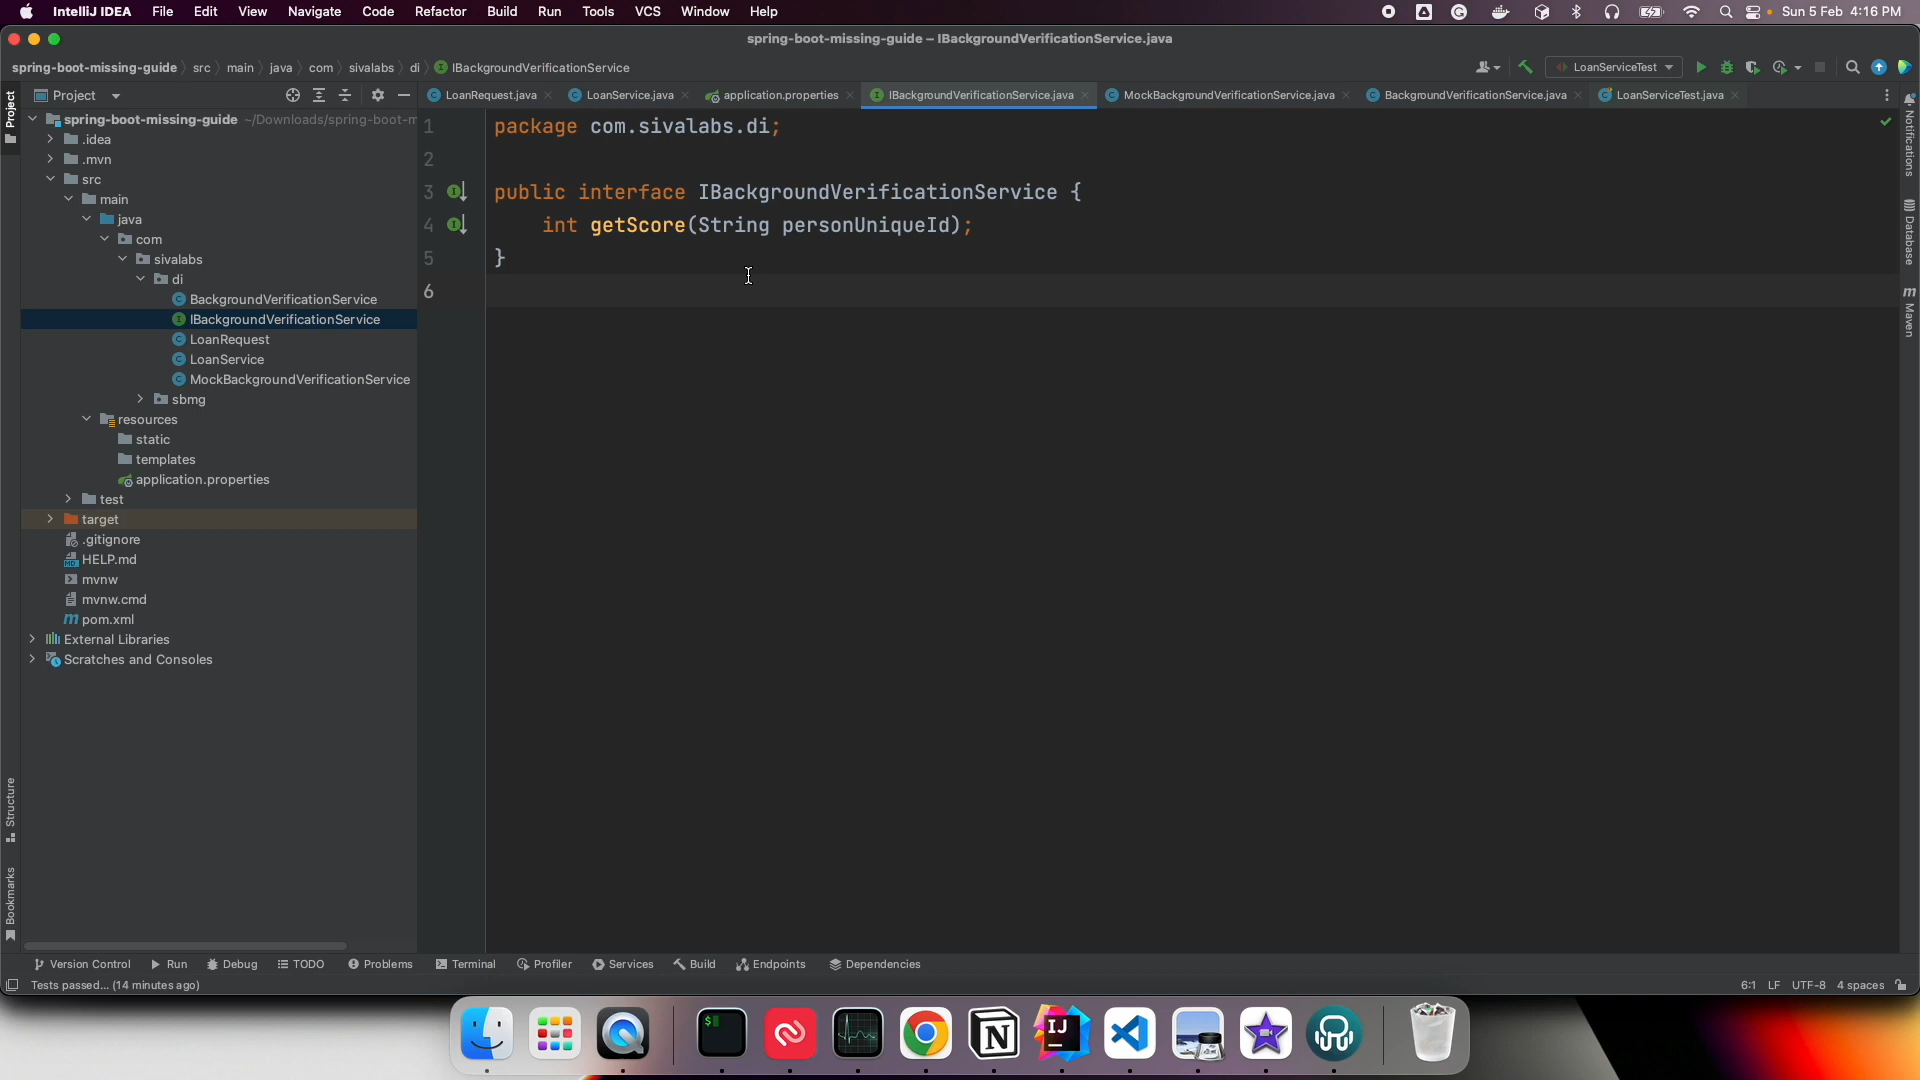 IntelliJ IDEA File Edit View Navigate Code Refactor Build Run Tools VCS Window Help Sun 5 Feb 4:16 PM
spring-boot-missing-guide – IBackgroundVerificationService.java
spring-boot-missing-guide src main java com sivalabs di IBackgroundVerificationService LoanServiceTest
Project LoanRequest.java LoanService.java application.properties IBackgroundVerificationService.java MockBackgroundVerificationService.java BackgroundVerificationService.java LoanServiceTest.java
Project
Structure
Bookmarks
spring-boot-missing-guide ~/Downloads/spring-boot-m
.idea
.mvn
src
main
java
com
sivalabs
di
BackgroundVerificationService
IBackgroundVerificationService
LoanRequest
LoanService
MockBackgroundVerificationService
sbmg
resources
static
templates
application.properties
test
target
.gitignore
HELP.md
mvnw
mvnw.cmd
pom.xml
External Libraries
Scratches and Consoles
1 package com.sivalabs.di;
2
3 public interface IBackgroundVerificationService {
4 int getScore(String personUniqueId);
5 }
6
Notifications
Database
Maven
Version Control Run Debug TODO Problems Terminal Profiler Services Build Endpoints Dependencies
Tests passed... (14 minutes ago) 6:1 LF UTF-8 4 spaces